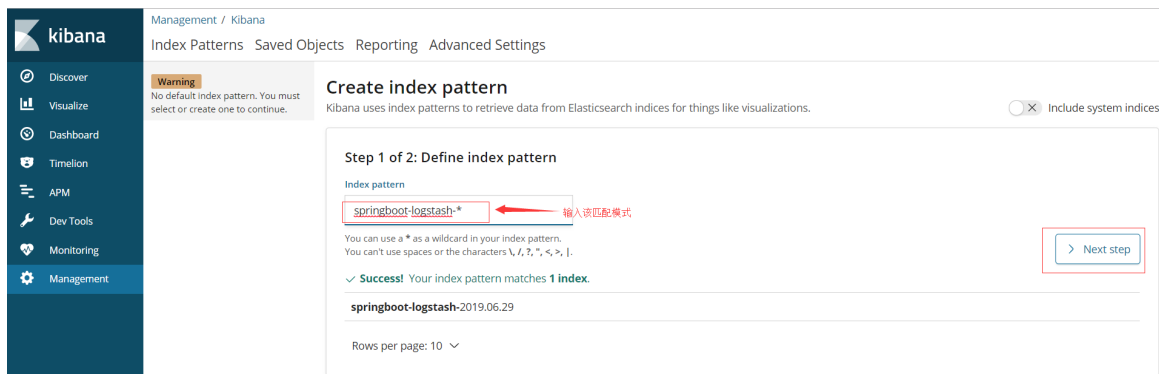 kibana
Discover
Visualize
Dashboard
Timelion
APM
Dev Tools
Monitoring
Management
Management / Kibana
Index Patterns Saved Objects Reporting Advanced Settings
Warning
No default index pattern. You must
select or create one to continue.
Create index pattern
Kibana uses index patterns to retrieve data from Elasticsearch indices for things like visualizations.
Include system indices
Step 1 of 2: Define index pattern
Index pattern
springboot-logstash-*
输入该匹配模式
You can use a * as a wildcard in your index pattern.
You can't use spaces or the characters \, /, ?, ", <, >, |.
> Next step
✓ Success! Your index pattern matches 1 index.
springboot-logstash-2019.06.29
Rows per page: 10